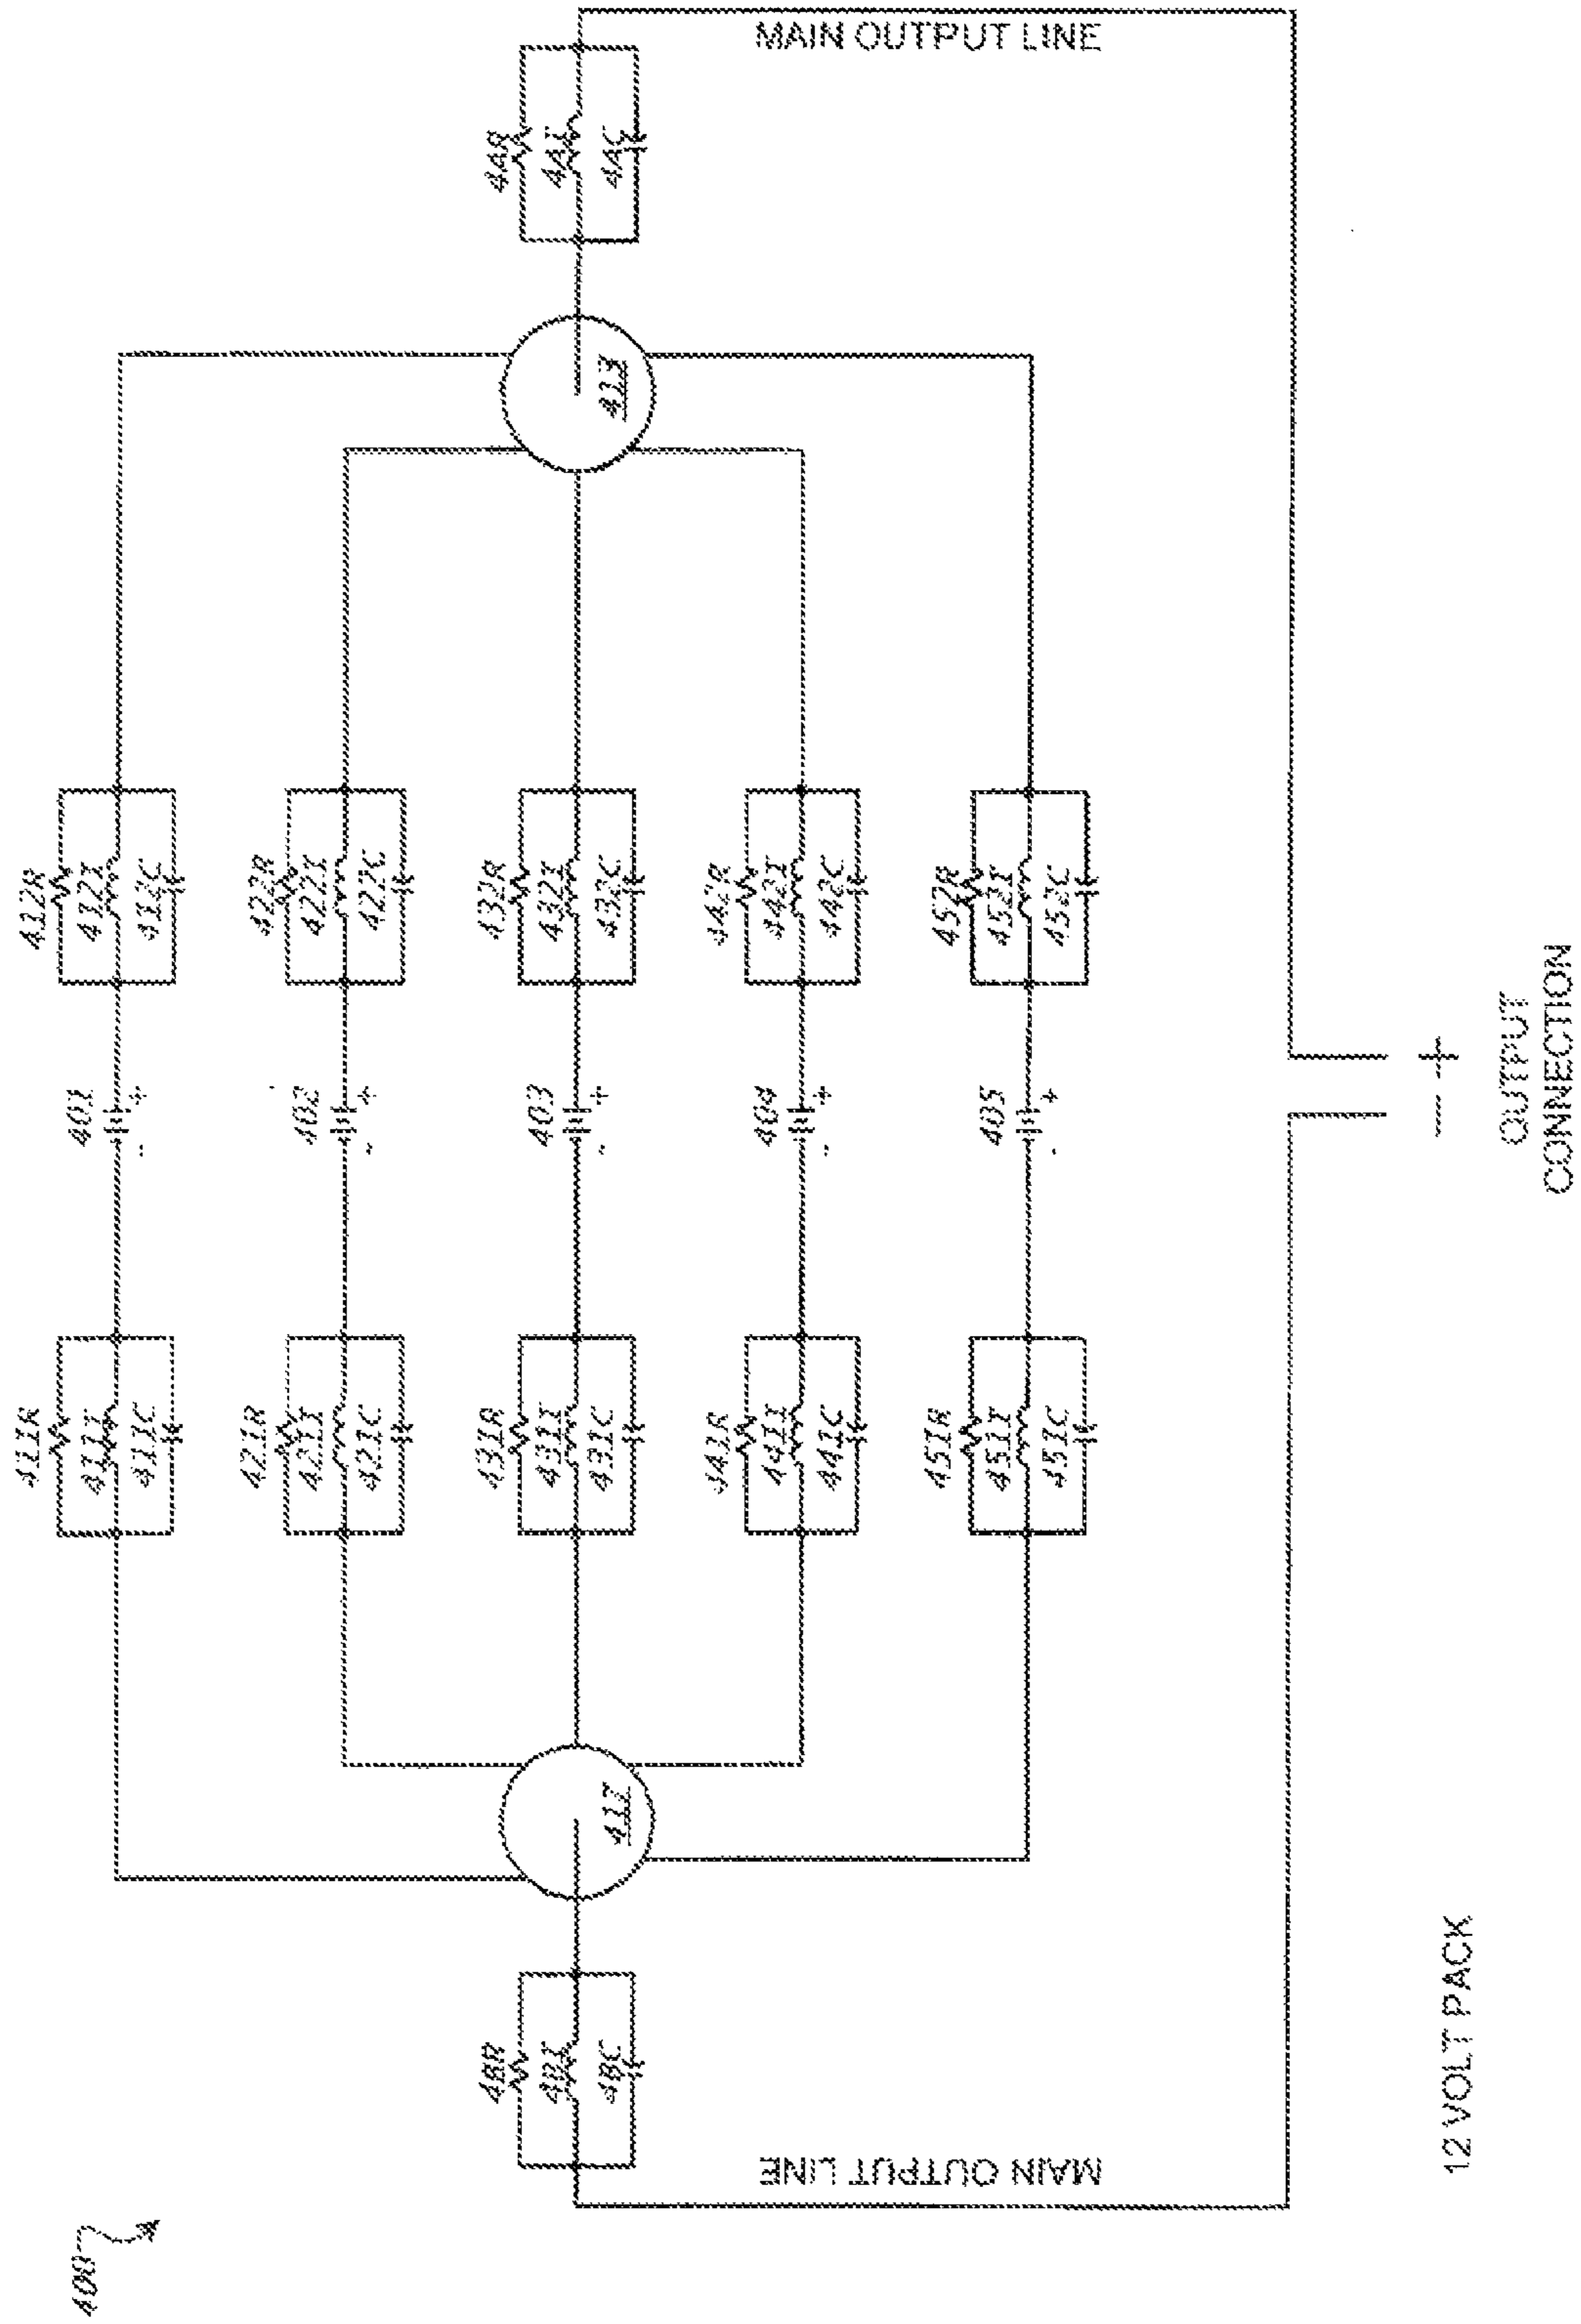 400
MAIN OUTPUT LINE
4AR
4AI
4AC
413
412R
412I
412C
422R
422I
422C
432R
432I
432C
442R
442I
442C
452R
452I
452C
401
+
-
402
+
-
403
+
-
404
+
-
405
+
-
411R
411I
411C
421R
421I
421C
431R
431I
431C
441R
441I
441C
451R
451I
451C
4BR
4BI
4BC
MAIN OUTPUT LINE
- +
OUTPUT
CONNECTION
12 VOLT PACK